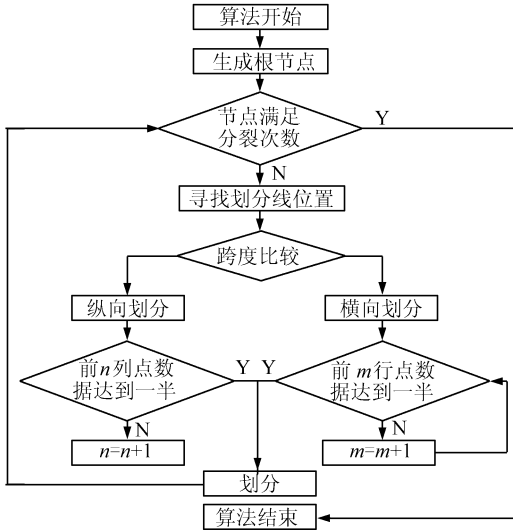 算法开始
生成根节点
节点满足
分裂次数
Y
N
寻找划分线位置
跨度比较
纵向划分
横向划分
前n列点数
据达到一半
Y Y
前m行点数
据达到一半
N
N
n=n+1
m=m+1
划分
算法结束